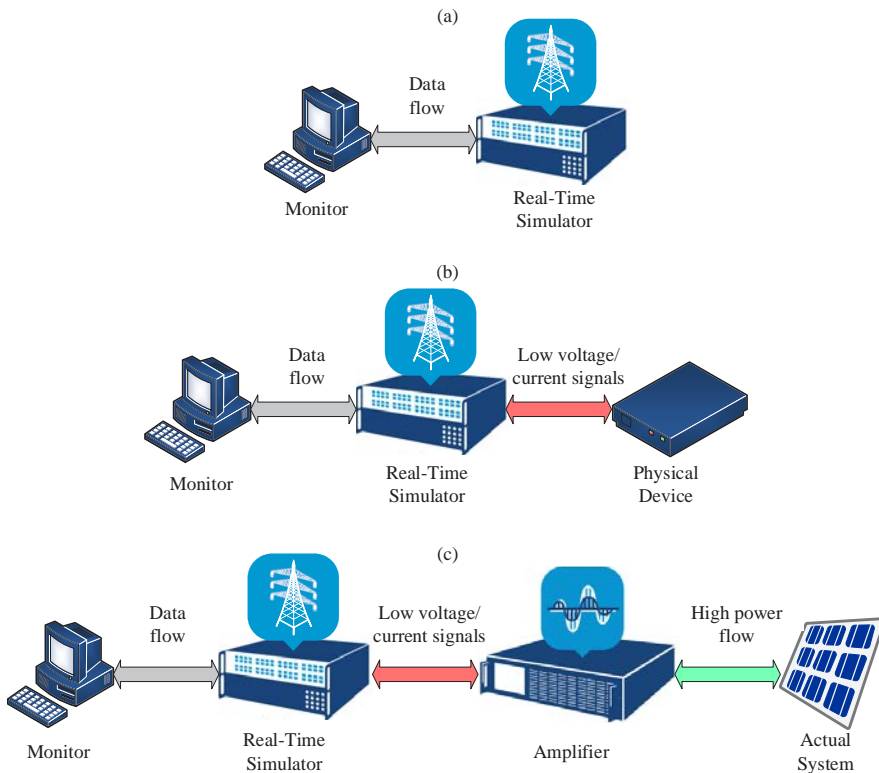 (a)
Data
flow
Monitor
Real-Time
Simulator
(b)
Data
flow
Low voltage/
current signals
Monitor
Real-Time
Simulator
Physical
Device
(c)
Data
flow
Low voltage/
current signals
High power
flow
Monitor
Real-Time
Simulator
Amplifier
Actual
System